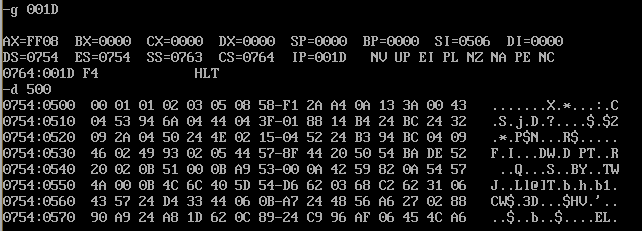 -g 001D
AX=FF08 BX=0000 CX=0000 DX=0000 SP=0000 BP=0000 SI=0506 DI=0000
DS=0754 ES=0754 SS=0763 CS=0764 IP=001D NV UP EI PL NZ NA PE NC
0764:001D F4 HLT
-d 500
0754:0500 00 01 01 02 03 05 08 58-F1 2A A4 0A 13 3A 00 43 .......X.*...:.C
0754:0510 04 53 94 6A 04 44 04 3F-01 88 14 B4 24 BC 24 32 .S.j.D.?....$.$2
0754:0520 09 2A 04 50 24 4E 02 15-04 52 24 B3 94 BC 04 09 .*.P$N...R$.....
0754:0530 46 02 49 93 02 05 44 57-8F 44 20 50 54 BA DE 52 F.I...DW.D PT..R
0754:0540 20 02 0B 51 00 0B A9 53-00 0A 42 59 82 0A 54 57 ..Q...S..BY..TW
0754:0550 4A 00 0B 4C 6C 40 5D 54-D6 62 03 68 C2 62 31 06 J..Ll@]T.b.h.b1.
0754:0560 43 57 24 D4 33 44 06 0B-A7 24 48 56 A6 27 02 88 CW$.3D...$HV.'..
0754:0570 90 A9 24 A8 1D 62 0C 89-24 C9 96 AF 06 45 4C A6 ..$..b..$....EL.